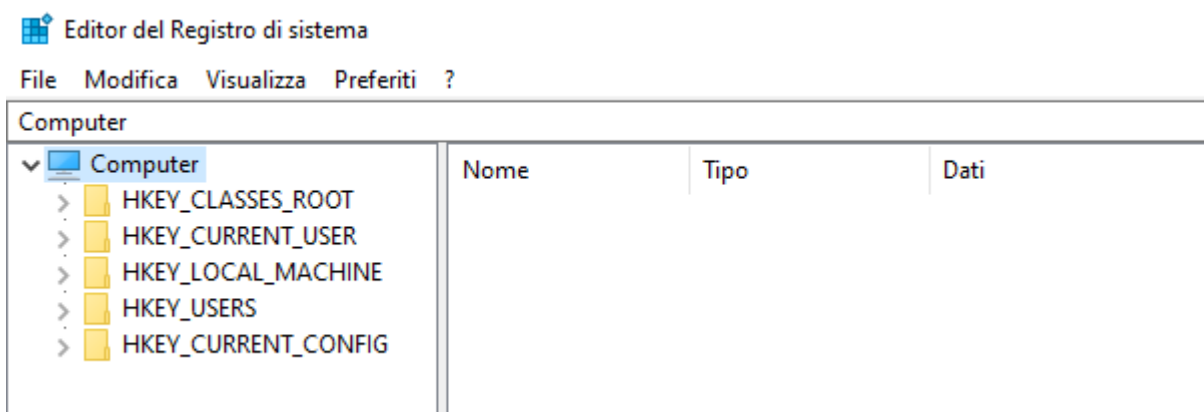 Editor del Registro di sistema
File Modifica Visualizza Preferiti ?
Computer
Computer
Nome Tipo Dati
HKEY_CLASSES_ROOT
HKEY_CURRENT_USER
HKEY_LOCAL_MACHINE
HKEY_USERS
HKEY_CURRENT_CONFIG